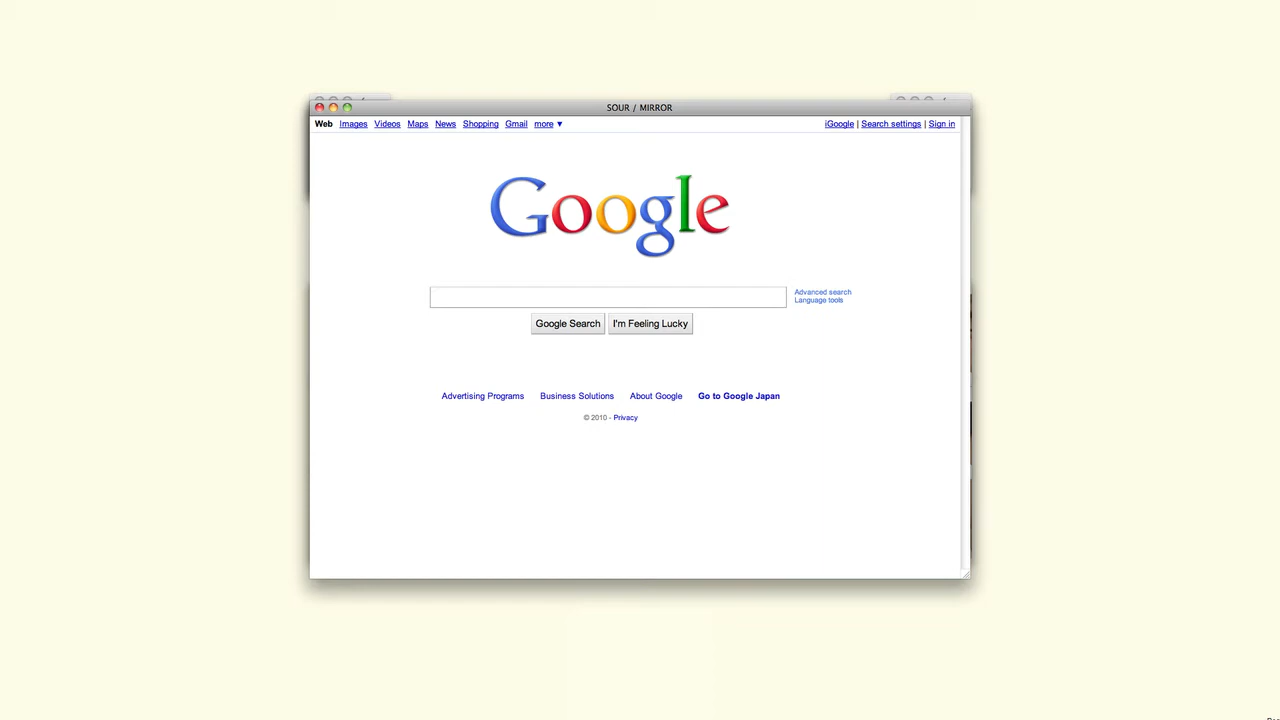 SOUR / MIRROR
Web Images Videos Maps News Shopping Gmail more ▼ iGoogle | Search settings | Sign in
Google
Advanced search
Language tools
Google Search I'm Feeling Lucky
Advertising Programs Business Solutions About Google Go to Google Japan
© 2010 - Privacy